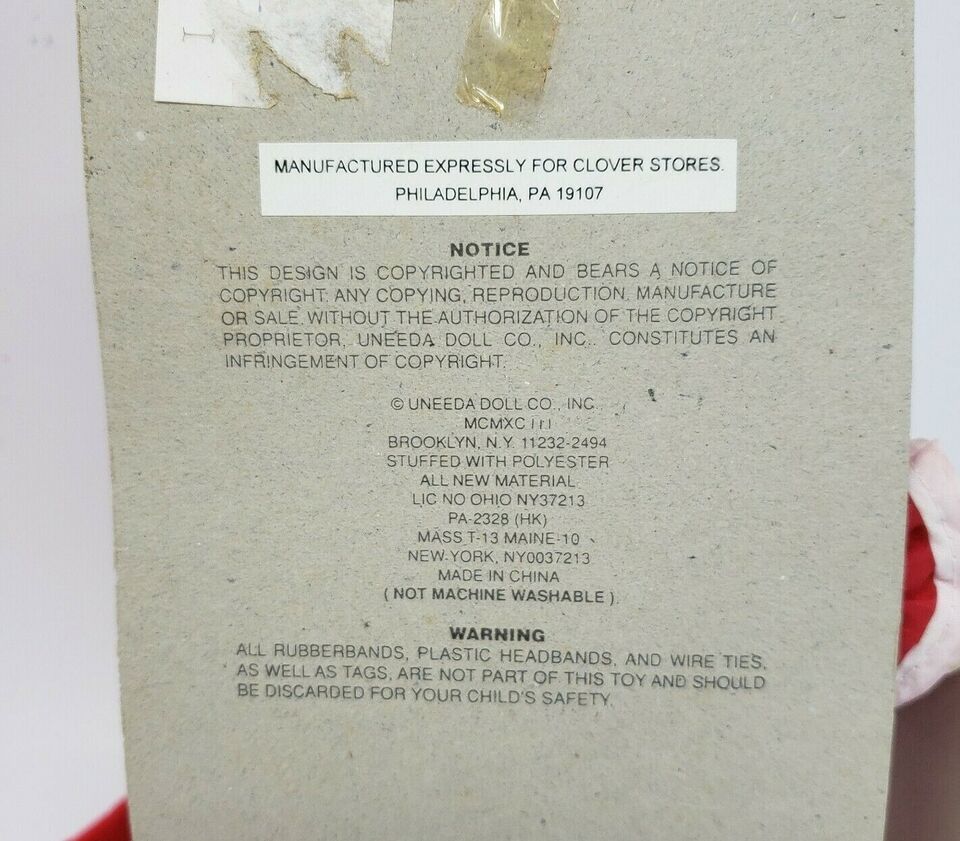 MANUFACTURED EXPRESSLY FOR CLOVER STORES.
PHILADELPHIA, PA 19107
NOTICE
THIS DESIGN IS COPYRIGHTED AND BEARS A NOTICE OF
COPYRIGHT. ANY COPYING, REPRODUCTION, MANUFACTURE
OR SALE, WITHOUT THE AUTHORIZATION OF THE COPYRIGHT
PROPRIETOR, UNEEDA DOLL CO., INC., CONSTITUTES AN
INFRINGEMENT OF COPYRIGHT.
© UNEEDA DOLL CO., INC.
MCMXCIII
BROOKLYN, N.Y. 11232-2494
STUFFED WITH POLYESTER
ALL NEW MATERIAL
LIC NO OHIO NY37213
PA-2328 (HK)
MASS T-13 MAINE-10
NEW-YORK, NY0037213
MADE IN CHINA
(NOT MACHINE WASHABLE)
WARNING
ALL RUBBERBANDS, PLASTIC HEADBANDS, AND WIRE TIES,
AS WELL AS TAGS, ARE NOT PART OF THIS TOY AND SHOULD
BE DISCARDED FOR YOUR CHILD'S SAFETY.